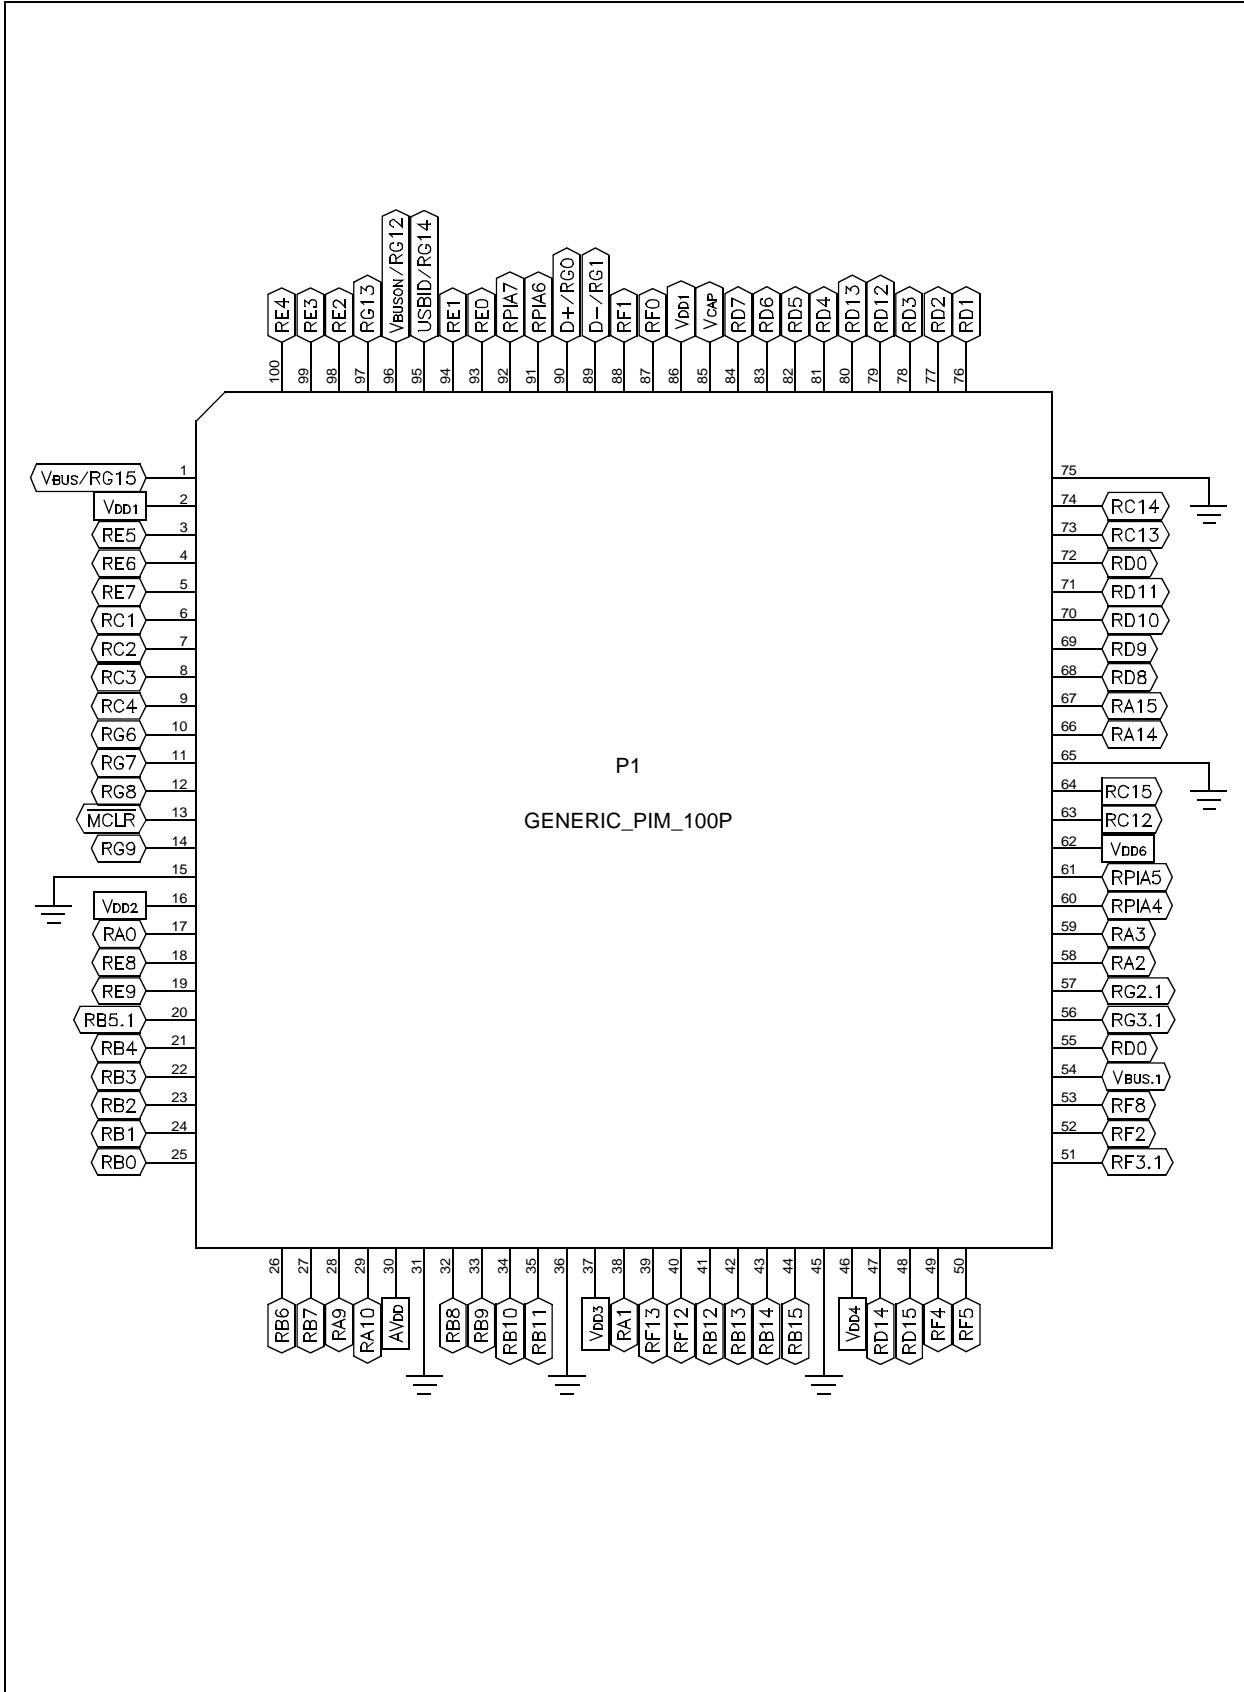 RE4
RE3
RE2
RG13
VBUSON/RG12
USBID/RG14
RE1
RE0
RPIA7
RPIA6
D+/RG0
D-/RG1
RF1
RF0
VDD1
VCAP
RD7
RD6
RD5
RD4
RD13
RD12
RD3
RD2
RD1
100
99
98
97
96
95
94
93
92
91
90
89
88
87
86
85
84
83
82
81
80
79
78
77
76
VBUS/RG15 1
VDD1 2
RE5 3
RE6 4
RE7 5
RC1 6
RC2 7
RC3 8
RC4 9
RG6 10
RG7 11
RG8 12
MCLR 13
RG9 14
15
VDD2 16
RA0 17
RE8 18
RE9 19
RB5.1 20
RB4 21
RB3 22
RB2 23
RB1 24
RB0 25
P1
GENERIC_PIM_100P
75
74 RC14
73 RC13
72 RD0
71 RD11
70 RD10
69 RD9
68 RD8
67 RA15
66 RA14
65
64 RC15
63 RC12
62 VDD6
61 RPIA5
60 RPIA4
59 RA3
58 RA2
57 RG2.1
56 RG3.1
55 RD0
54 VBUS.1
53 RF8
52 RF2
51 RF3.1
26
27
28
29
30
31
32
33
34
35
36
37
38
39
40
41
42
43
44
45
46
47
48
49
50
RB6
RB7
RA9
RA10
AVDD
RB8
RB9
RB10
RB11
VDD3
RA1
RF13
RF12
RB12
RB13
RB14
RB15
VDD4
RD14
RD15
RF4
RF5